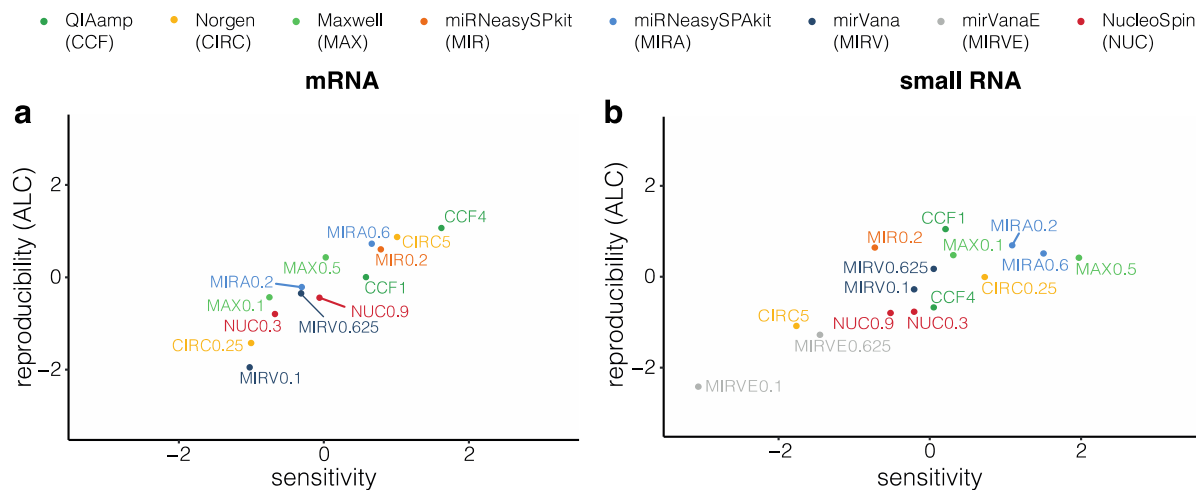 QIAamp Norgen Maxwell miRNeasySPkit miRNeasySPAkit mirVana mirVanaE NucleoSpin
(CCF) (CIRC) (MAX) (MIR) (MIRA) (MIRV) (MIRVE) (NUC)
mRNA
a
reproducibility (ALC)
2
0
−2
−2
0
2
sensitivity
CCF4
CIRC5
MIRA0.6
MIR0.2
MAX0.5
CCF1
MIRA0.2
NUC0.9
MAX0.1
MIRV0.625
NUC0.3
CIRC0.25
MIRV0.1
small RNA
b
reproducibility (ALC)
2
0
−2
−2
0
2
sensitivity
CCF1
MIRA0.2
MIR0.2
MAX0.1
MIRA0.6
MAX0.5
MIRV0.625
MIRV0.1
CIRC0.25
CCF4
CIRC5
NUC0.9
NUC0.3
MIRVE0.625
MIRVE0.1